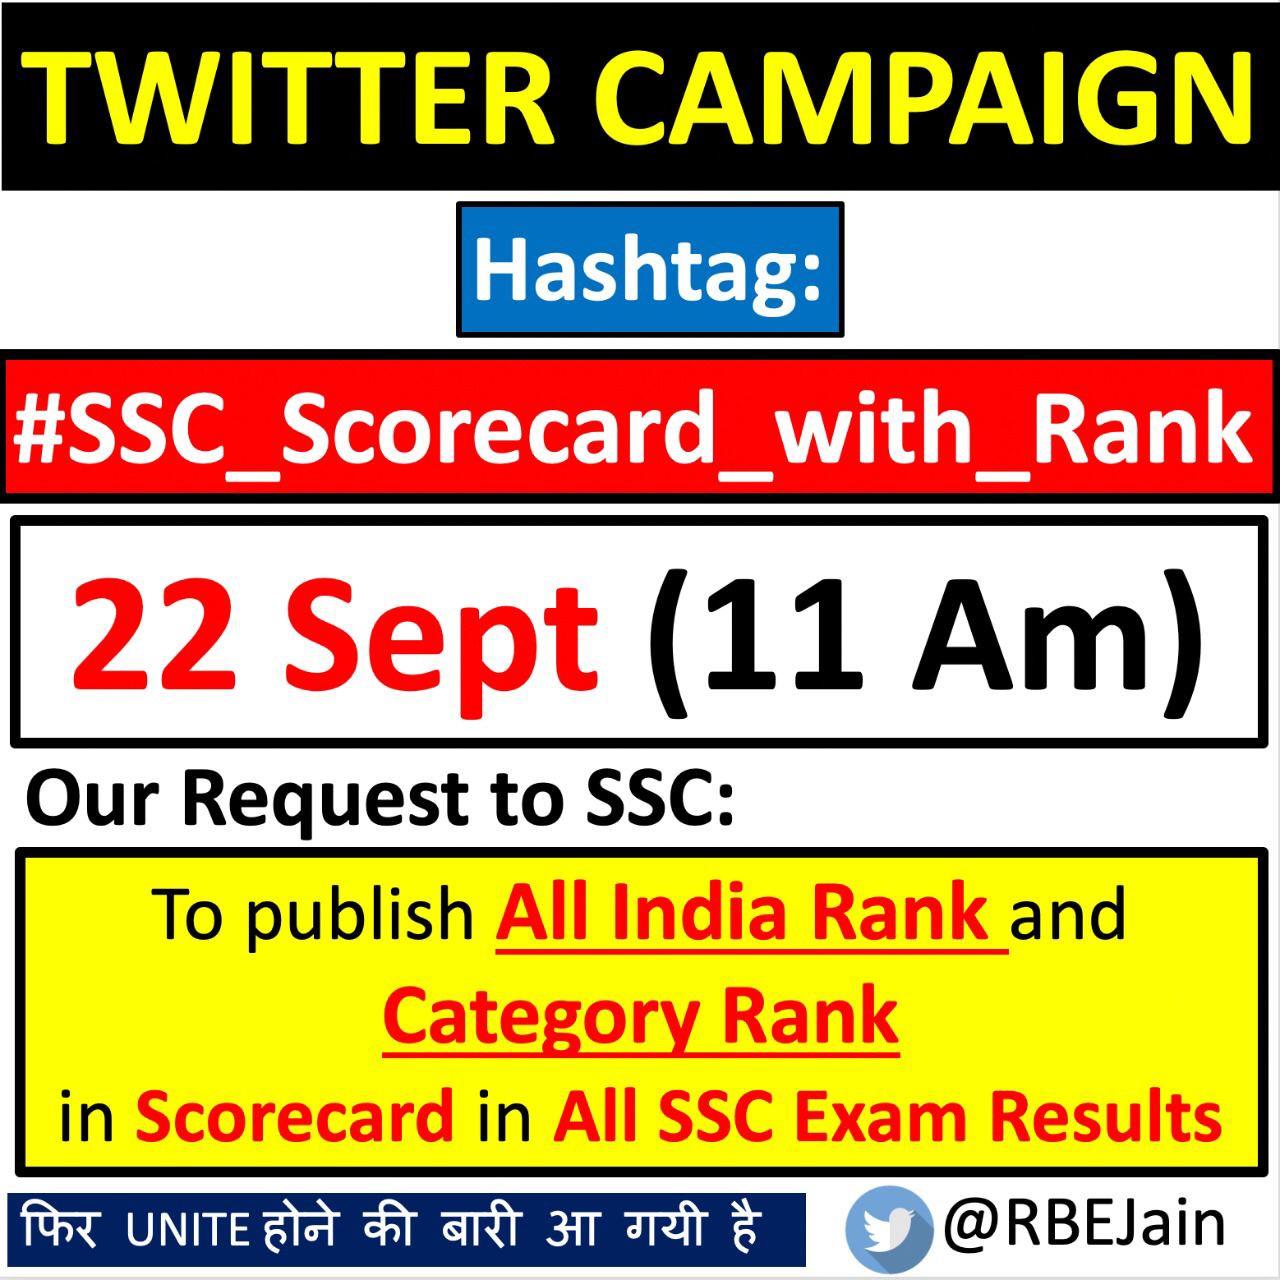 TWITTER CAMPAIGN
Hashtag:
#SSC_Scorecard_with_Rank
22 Sept (11 Am)
Our Request to SSC:
To publish All India Rank and
Category Rank
in Scorecard in All SSC Exam Results
फिर UNITE होने की बारी आ गयी है
@RBEJain